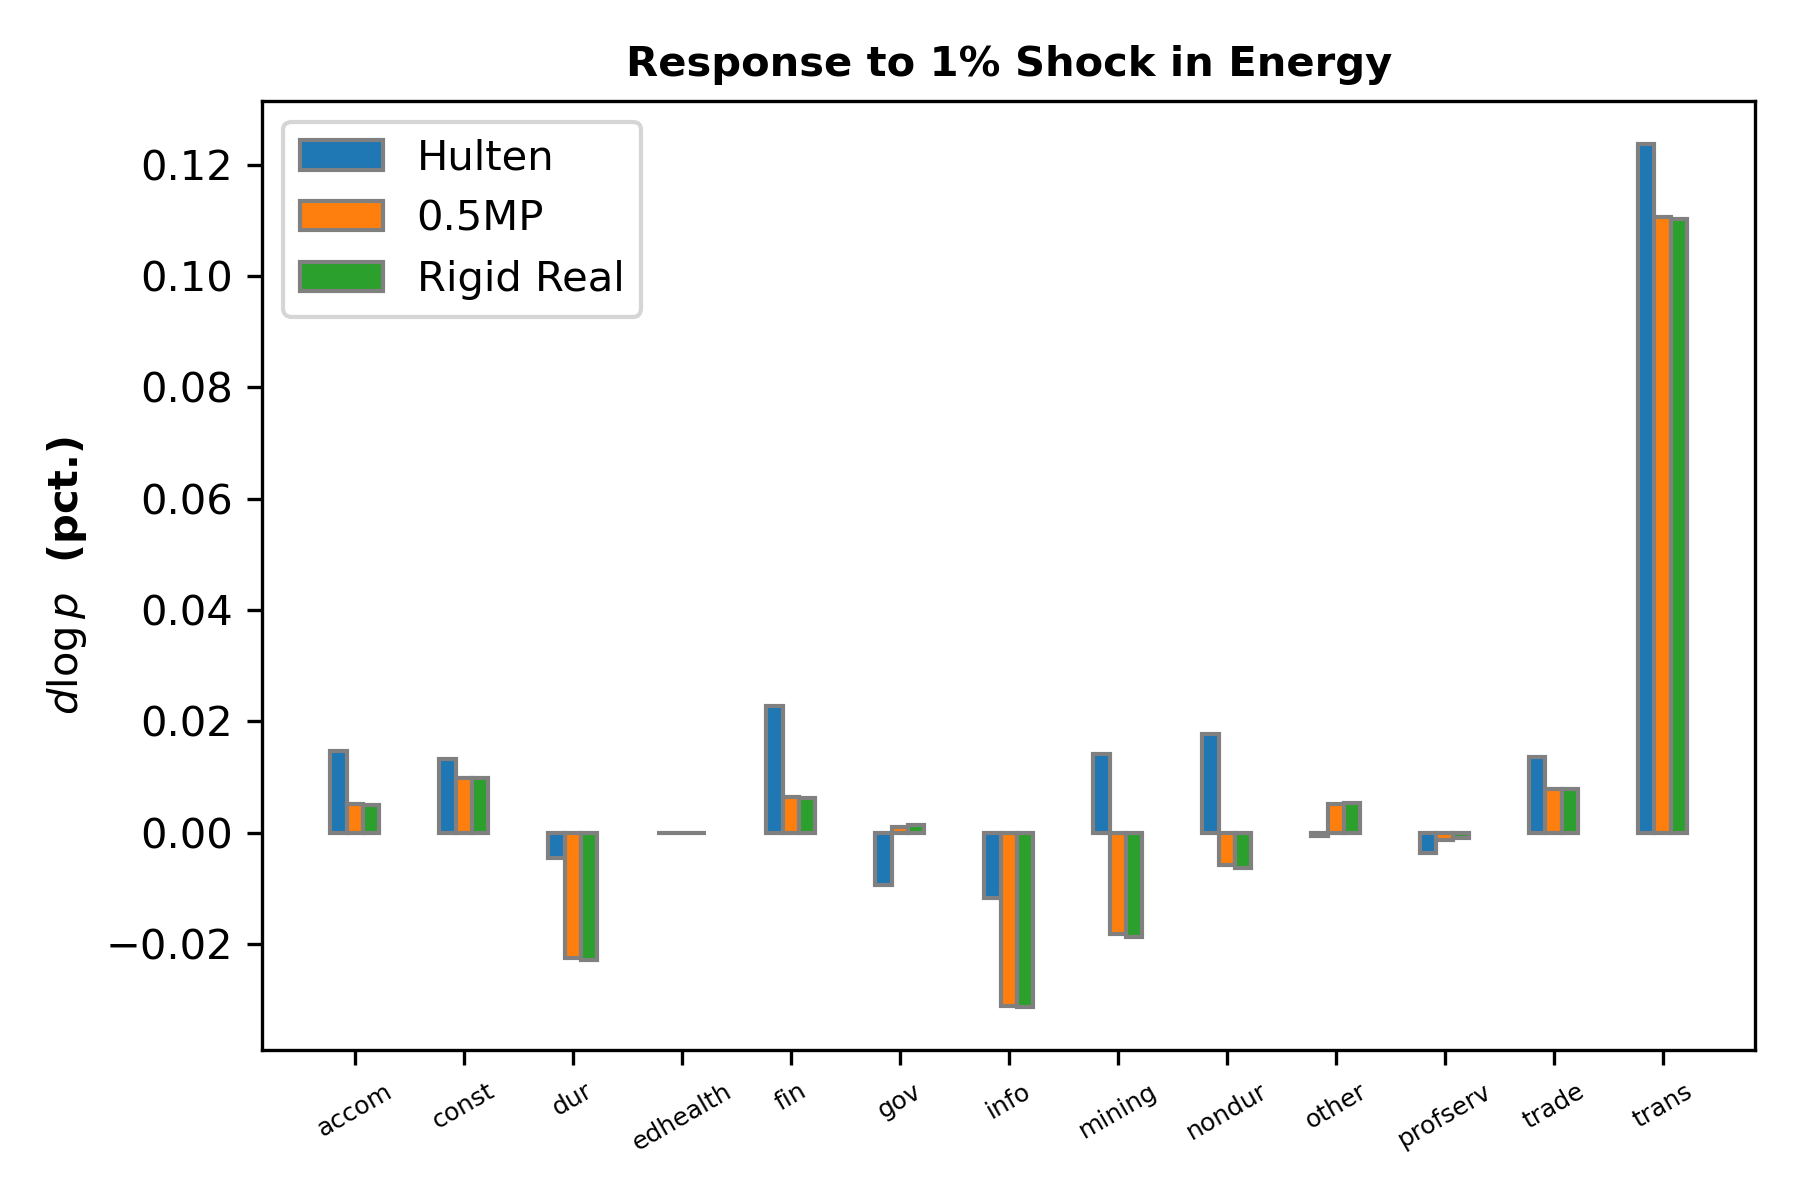 Response to 1% Shock in Energy
Hulten
0.5MP
Rigid Real
dlog p (pct.)
0.12
0.10
0.08
0.06
0.04
0.02
0.00
−0.02
accom
const
dur
edhealth
fin
gov
info
mining
nondur
other
profserv
trade
trans